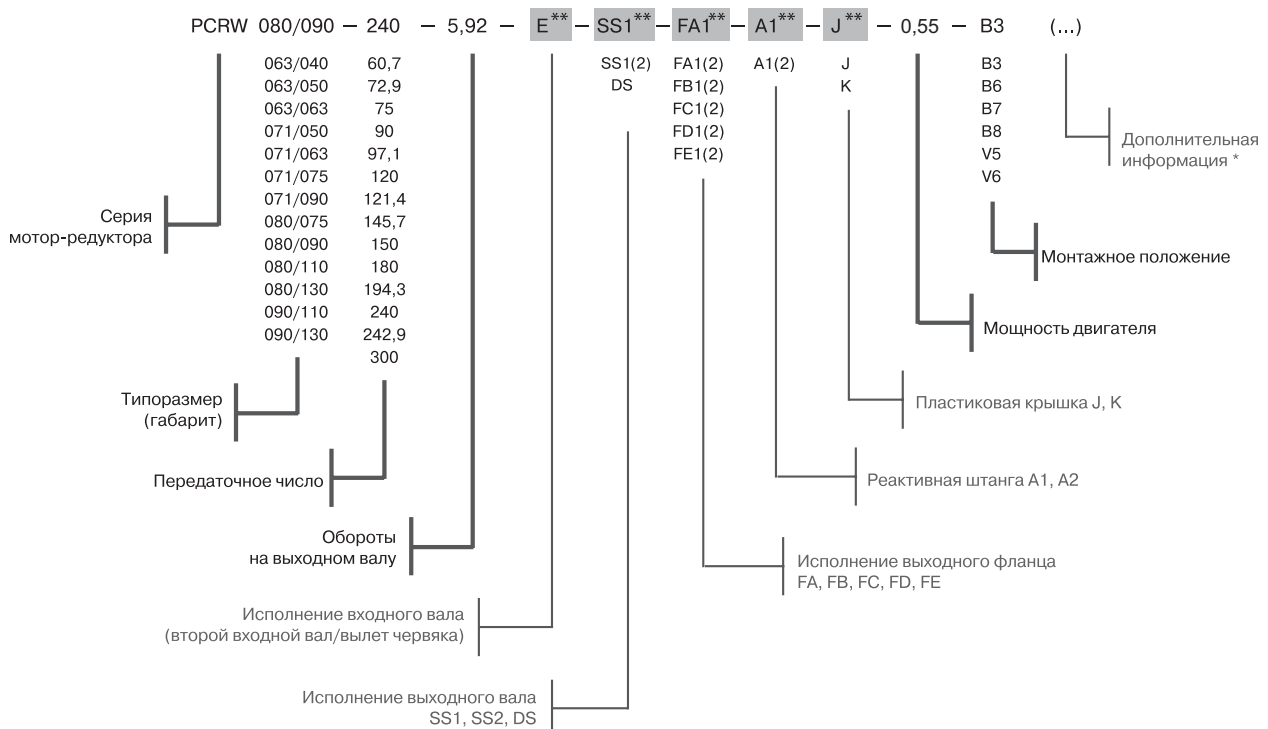 PCRW 080/090 – 240 – 5,92 – E** – SS1** – FA1** – A1** – J** – 0,55 – B3 (...)
063/040 60,7 SS1(2) FA1(2) A1(2) J B3
063/050 72,9 DS FB1(2) K B6
063/063 75 FC1(2) B7
071/050 90 FD1(2) B8
071/063 97,1 FE1(2) V5
071/075 120 V6
071/090 121,4
080/075 145,7
080/090 150
080/110 180
080/130 194,3
090/110 240
090/130 242,9
300
Дополнительная
информация *
Серия
мотор-редуктора
Монтажное положение
Мощность двигателя
Типоразмер
(габарит)
Пластиковая крышка J, K
Передаточное число
Реактивная штанга А1, А2
Обороты
на выходном валу
Исполнение выходного фланца
FA, FB, FC, FD, FE
Исполнение входного вала
(второй входной вал/вылет червяка)
Исполнение выходного вала
SS1, SS2, DS